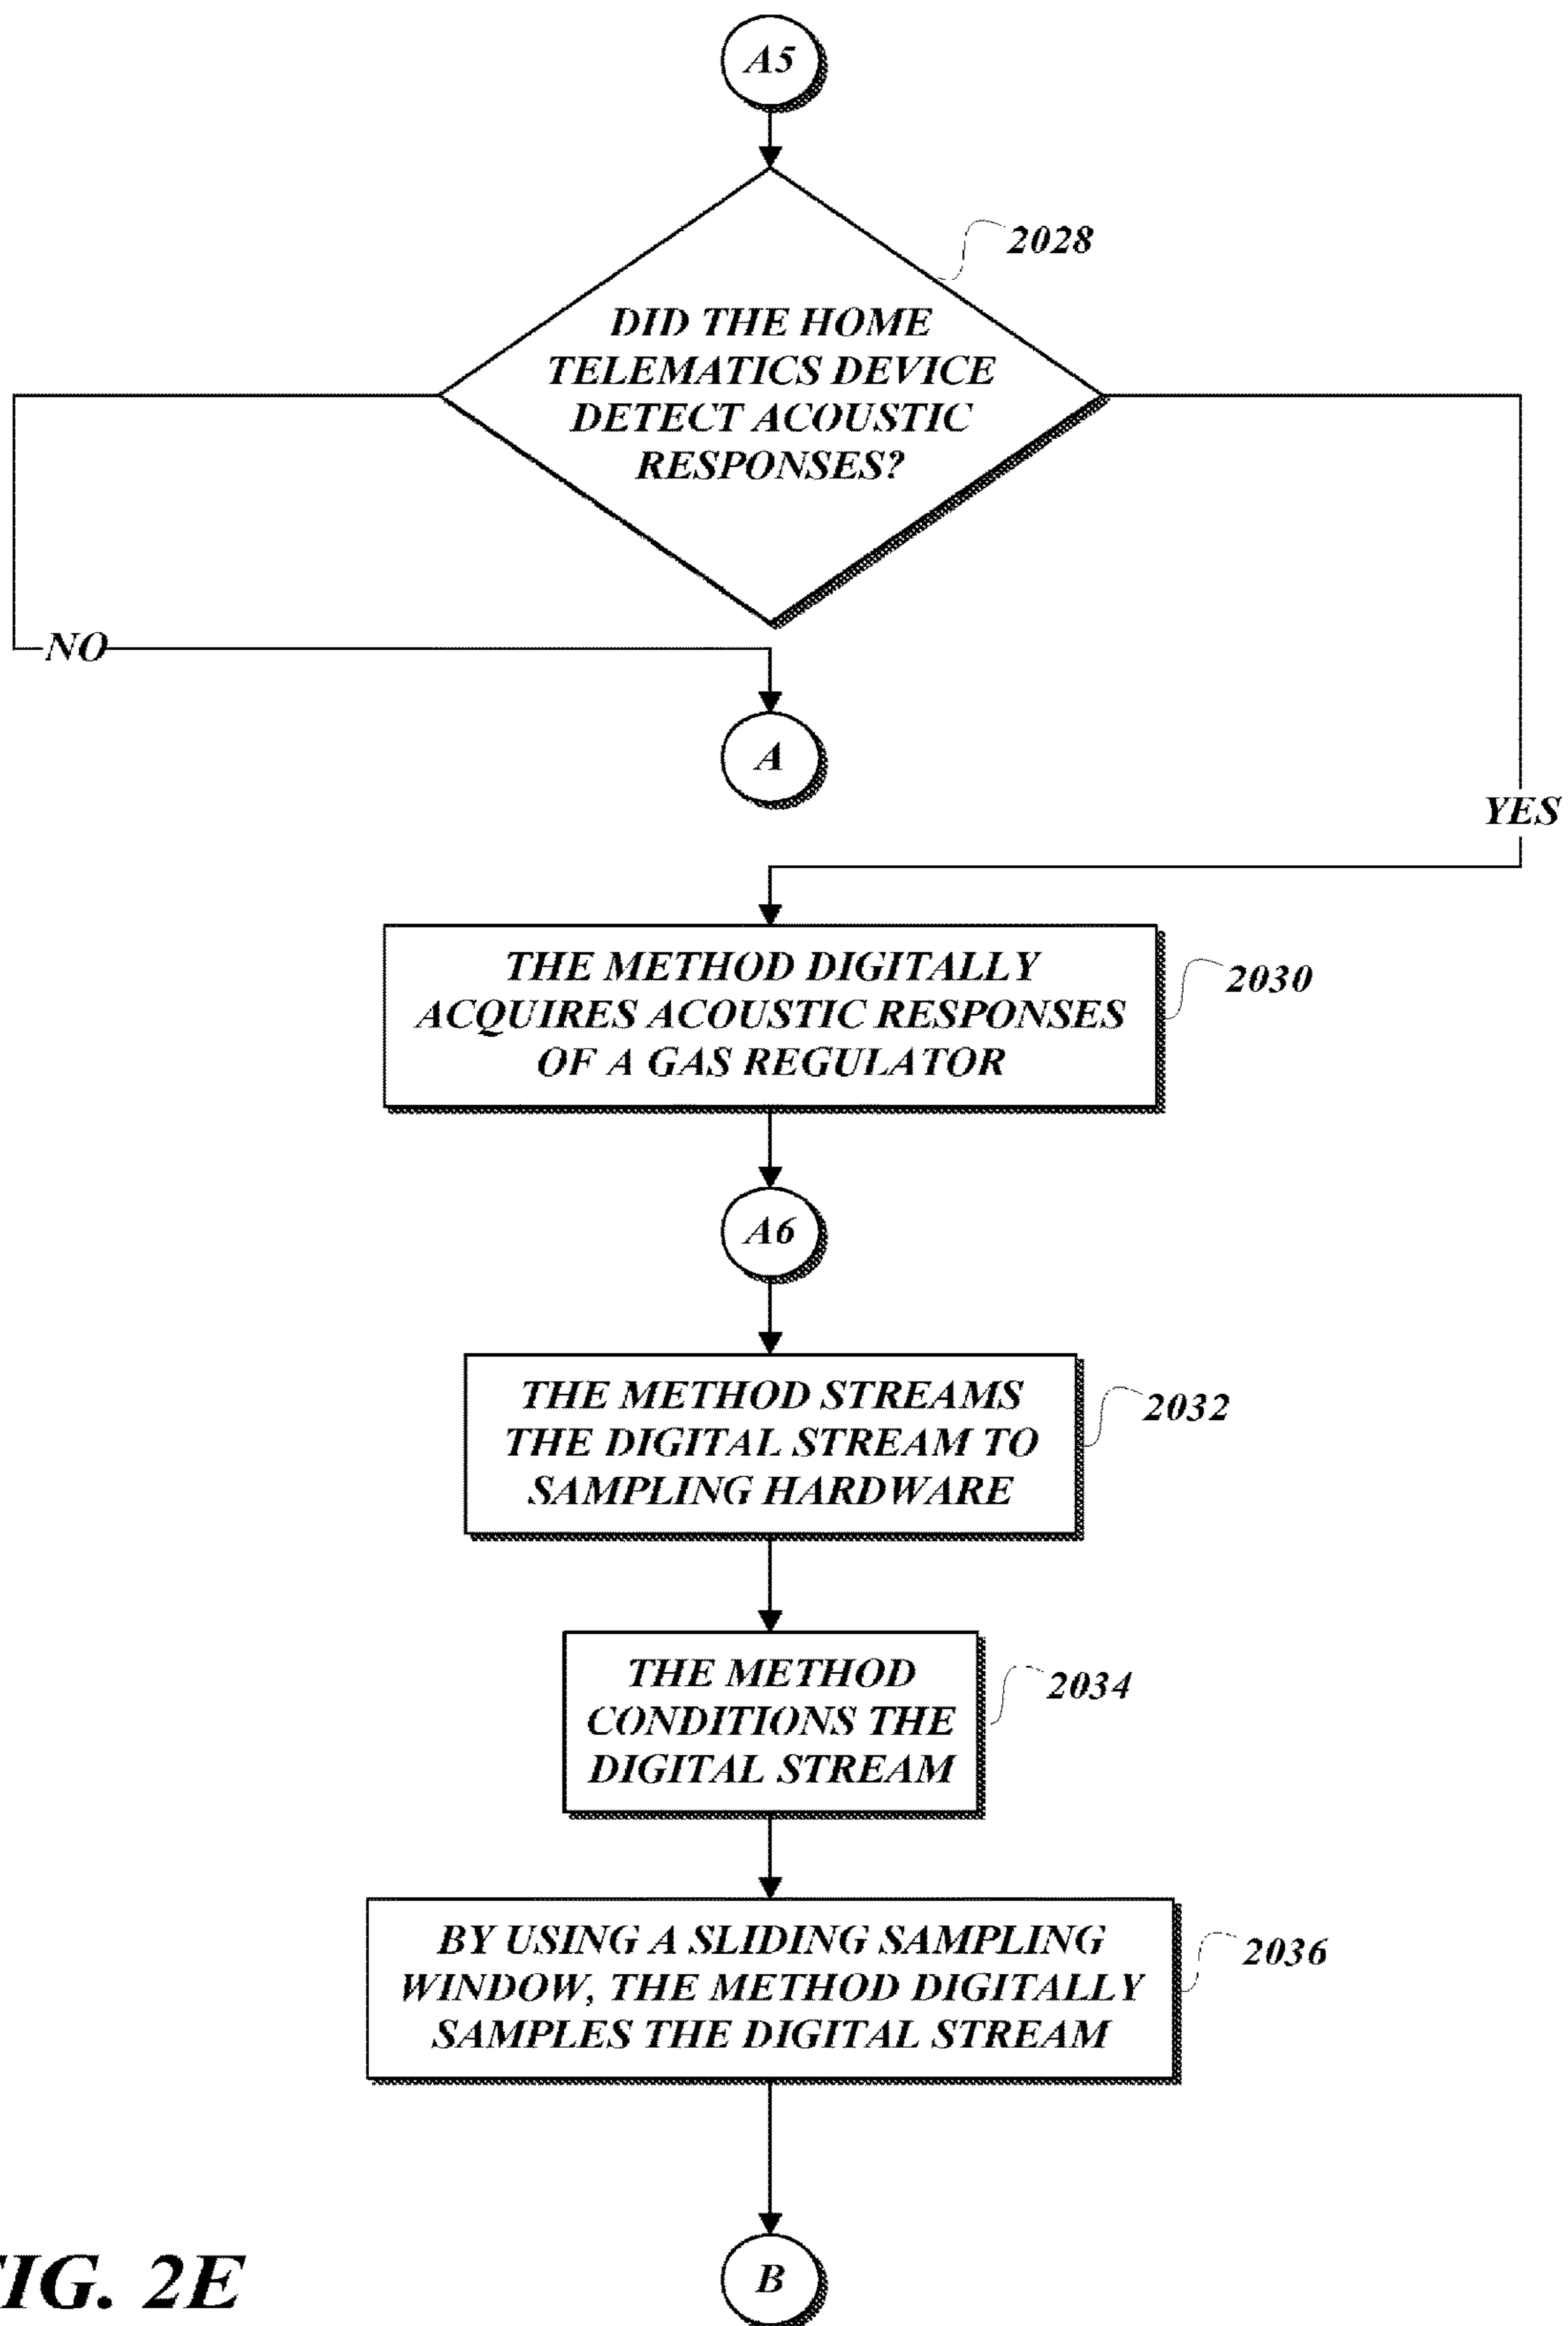 A5
2028
DID THE HOME
TELEMATICS DEVICE
DETECT ACOUSTIC
RESPONSES?
NO
A
YES
THE METHOD DIGITALLY
ACQUIRES ACOUSTIC RESPONSES
OF A GAS REGULATOR
2030
A6
THE METHOD STREAMS
THE DIGITAL STREAM TO
SAMPLING HARDWARE
2032
THE METHOD
CONDITIONS THE
DIGITAL STREAM
2034
BY USING A SLIDING SAMPLING
WINDOW, THE METHOD DIGITALLY
SAMPLES THE DIGITAL STREAM
2036
B
FIG. 2E